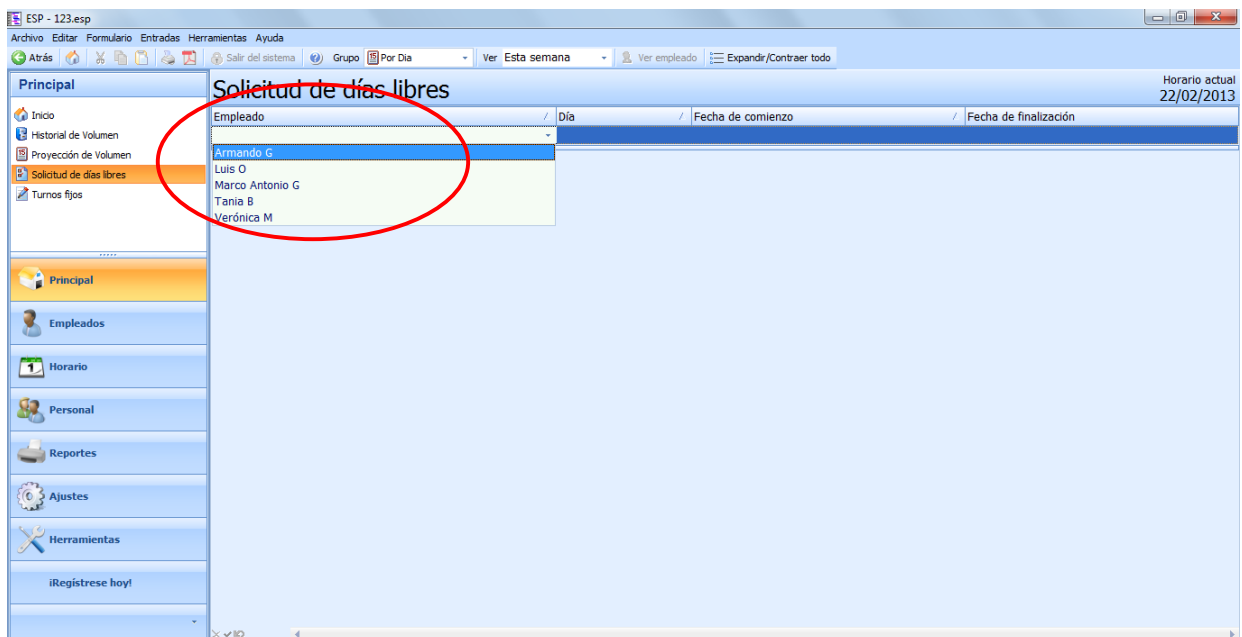 ESP - 123.esp
Archivo Editar Formulario Entradas Herramientas Ayuda
Atrás Salir del sistema Grupo 15 Por Dia Ver Esta semana Ver empleado Expandir/Contraer todo
Principal
Solicitud de días libres
Horario actual
22/02/2013
Inicio
Historial de Volumen
Proyección de Volumen
Solicitud de días libres
Turnos fijos
Empleado Día Fecha de comienzo Fecha de finalización
Armando G
Luis O
Marco Antonio G
Tania B
Verónica M
Principal
Empleados
1 Horario
Personal
Reportes
Ajustes
Herramientas
¡Regístrese hoy!